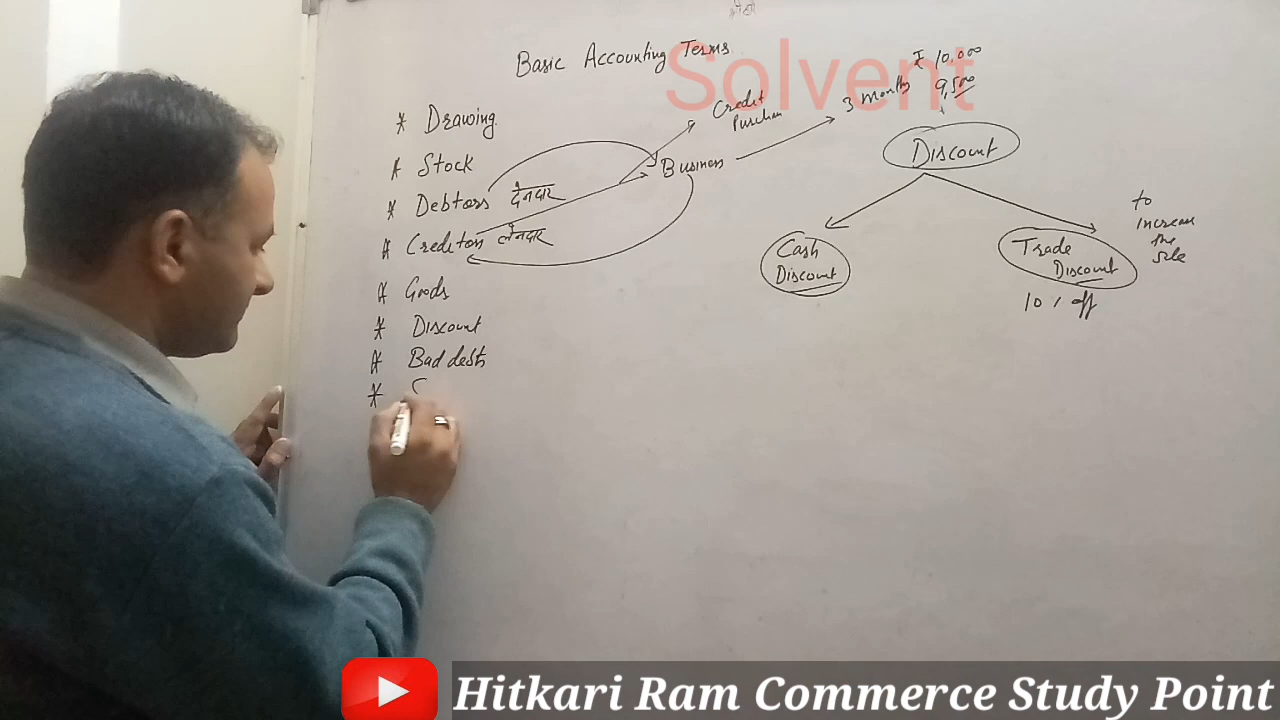 Basic Accounting Terms
Solvent
* Drawing
* Stock
* Debtors देनदार
* Creditors लेनदार
* Goods
* Discount
* Bad debts
*
Credit
Purchase
Business
3 months
₹ 10,000
9,500
Discount
Cash
Discount
Trade
Discount
10 % off
to
increase
the
sale
Hitkari Ram Commerce Study Point